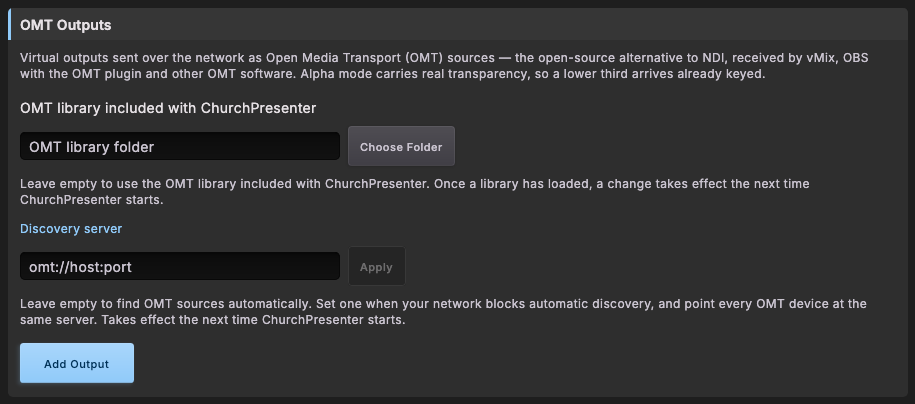 OMT Outputs
Virtual outputs sent over the network as Open Media Transport (OMT) sources — the open-source alternative to NDI, received by vMix, OBS
with the OMT plugin and other OMT software. Alpha mode carries real transparency, so a lower third arrives already keyed.
OMT library included with ChurchPresenter
OMT library folder
Choose Folder
Leave empty to use the OMT library included with ChurchPresenter. Once a library has loaded, a change takes effect the next time
ChurchPresenter starts.
Discovery server
omt://host:port
Apply
Leave empty to find OMT sources automatically. Set one when your network blocks automatic discovery, and point every OMT device at the
same server. Takes effect the next time ChurchPresenter starts.
Add Output